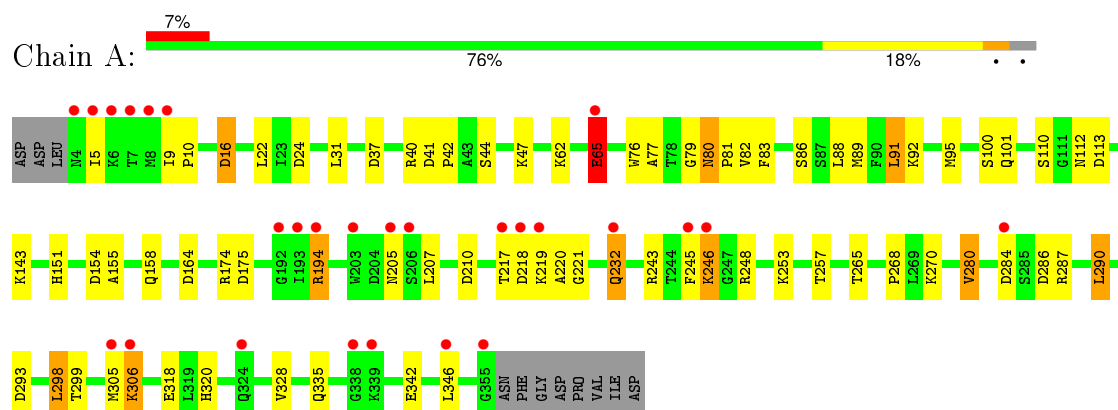 7%
Chain A:
76% 18% • •
ASP ASP LEU N4 I5 K6 T7 M8 I9 P10 D16 L22 I23 D24 L31 D37 R40 D41 P42 A43 S44 K47 K62 E65 W76 A77 T78 G79 N80 P81 V82 F83 S86 S87 L88 M89 F90 L91 K92 M95 S100 Q101 S110 G111 N112 D113
K143 H151 D154 A155 Q158 D164 R174 D175 G192 I193 R194 W203 D204 N205 S206 L207 D210 T217 D218 K219 A220 G221 Q232 R243 T244 F245 K246 G247 R248 K253 T257 T265 P268 L269 K270 V280 D284 S285 D286 R287 L290
D293 L298 T299 M305 K306 E318 L319 H320 Q324 V328 Q335 G338 K339 E342 L346 G355 ASN PHE GLY ASP PRO VAL ILE ASP